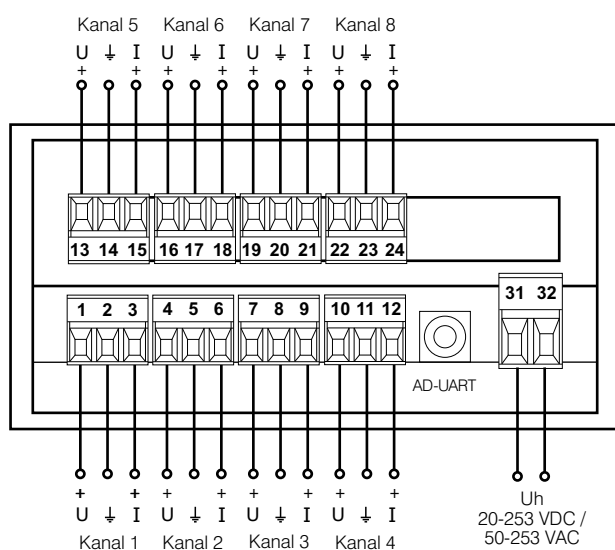 Kanal 5 Kanal 6 Kanal 7 Kanal 8
U ⏚ I U ⏚ I U ⏚ I U ⏚ I
+ + + + + + + +
13 14 15 16 17 18 19 20 21 22 23 24
31 32
1 2 3 4 5 6 7 8 9 10 11 12
AD-UART
+ + + + + + + +
U ⏚ I U ⏚ I U ⏚ I U ⏚ I
Kanal 1 Kanal 2 Kanal 3 Kanal 4
Uh
20-253 VDC /
50-253 VAC